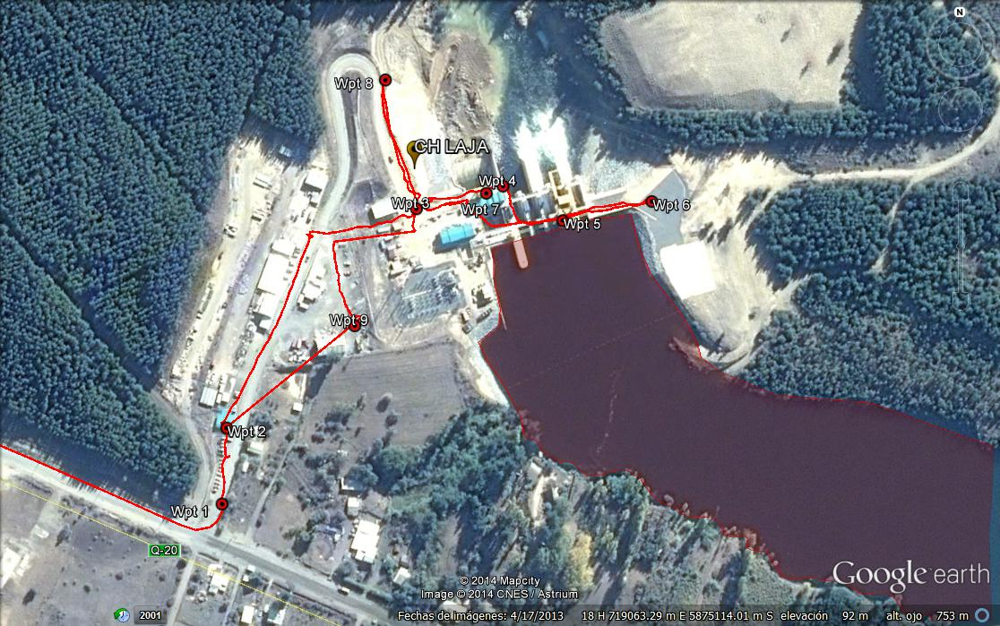 N
Wpt 8
CH LAJA
Wpt 4
Wpt 3
Wpt 7
Wpt 6
Wpt 5
Wpt 9
Wpt 2
Wpt 1
Q-20
© 2014 Mapcity
Image © 2014 CNES / Astrium
Google earth
2001
Fechas de imágenes: 4/17/2013 18 H 719063.29 m E 5875114.01 m S elevación 92 m alt. ojo 753 m